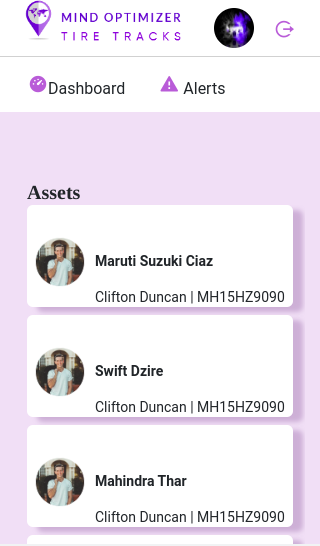 MIND OPTIMIZER
TIRE TRACKS
Dashboard
Alerts
Assets
Maruti Suzuki Ciaz
Clifton Duncan | MH15HZ9090
Swift Dzire
Clifton Duncan | MH15HZ9090
Mahindra Thar
Clifton Duncan | MH15HZ9090